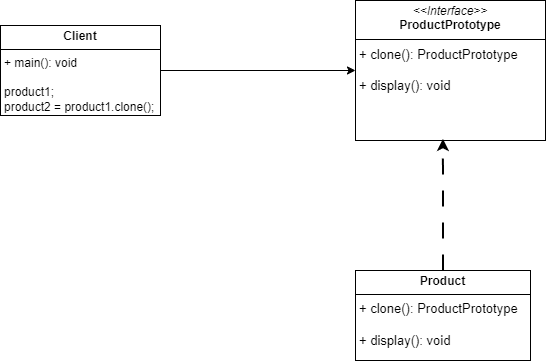 Client
+ main(): void
product1;
product2 = product1.clone();
<<Interface>>
ProductPrototype
+ clone(): ProductPrototype
+ display(): void
Product
+ clone(): ProductPrototype
+ display(): void